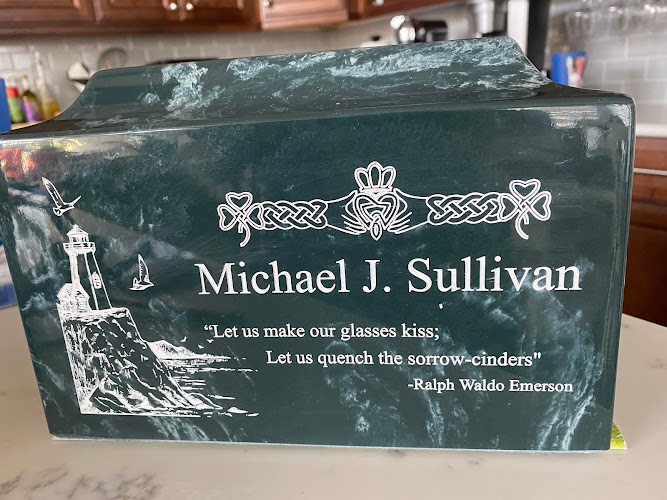 Michael J. Sullivan
“Let us make our glasses kiss;
Let us quench the sorrow-cinders"
-Ralph Waldo Emerson